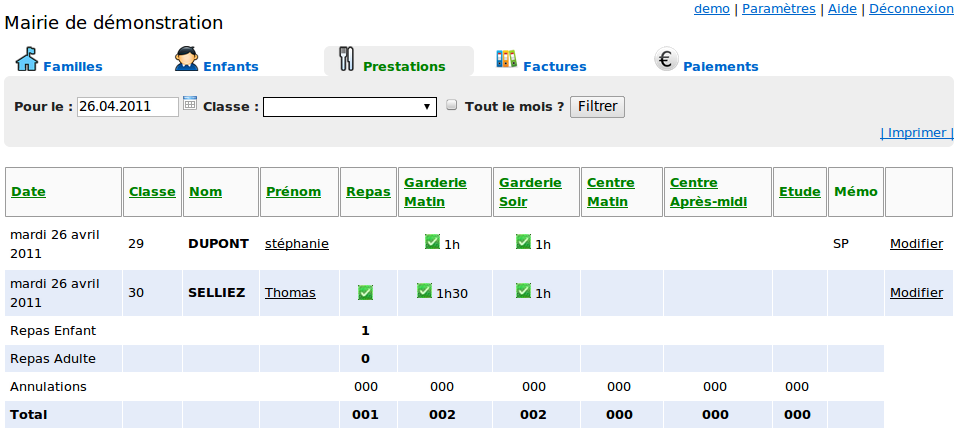 demo | Paramètres | Aide | Déconnexion
Mairie de démonstration
Familles Enfants Prestations Factures Paiements
Pour le : 26.04.2011 Classe : Tout le mois ? Filtrer
| Imprimer |
Date Classe Nom Prénom Repas Garderie Matin Garderie Soir Centre Matin Centre Après-midi Etude Mémo
mardi 26 avril 2011 29 DUPONT stéphanie 1h 1h SP Modifier
mardi 26 avril 2011 30 SELLIEZ Thomas 1h30 1h Modifier
Repas Enfant 1
Repas Adulte 0
Annulations 000 000 000 000 000 000
Total 001 002 002 000 000 000